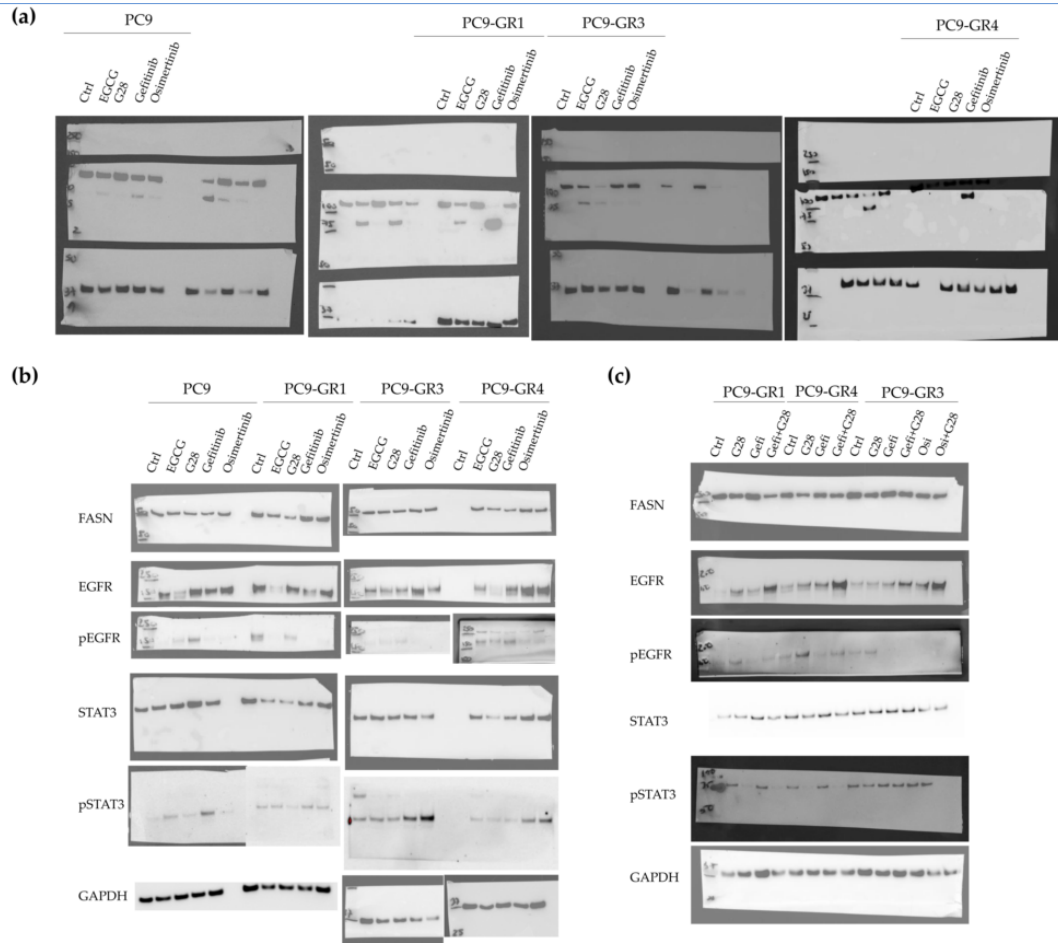 (a)
PC9
PC9-GR1
PC9-GR3
PC9-GR4
Ctrl
EGCG
G28
Gefitinib
Osimertinib
Ctrl
EGCG
G28
Gefitinib
Osimertinib
Ctrl
EGCG
G28
Gefitinib
Osimertinib
Ctrl
EGCG
G28
Gefitinib
Osimertinib
(b)
PC9
PC9-GR1
PC9-GR3
PC9-GR4
Ctrl
EGCG
G28
Gefitinib
Osimertinib
Ctrl
EGCG
G28
Gefitinib
Osimertinib
Ctrl
EGCG
G28
Gefitinib
Osimertinib
Ctrl
EGCG
G28
Gefitinib
Osimertinib
FASN
EGFR
pEGFR
STAT3
pSTAT3
GAPDH
(c)
PC9-GR1
PC9-GR4
PC9-GR3
Ctrl
G28
Gefi
Gefi+G28
Ctrl
G28
Gefi
Gefi+G28
Ctrl
G28
Gefi
Gefi+G28
Osi
Osi+G28
FASN
EGFR
pEGFR
STAT3
pSTAT3
GAPDH